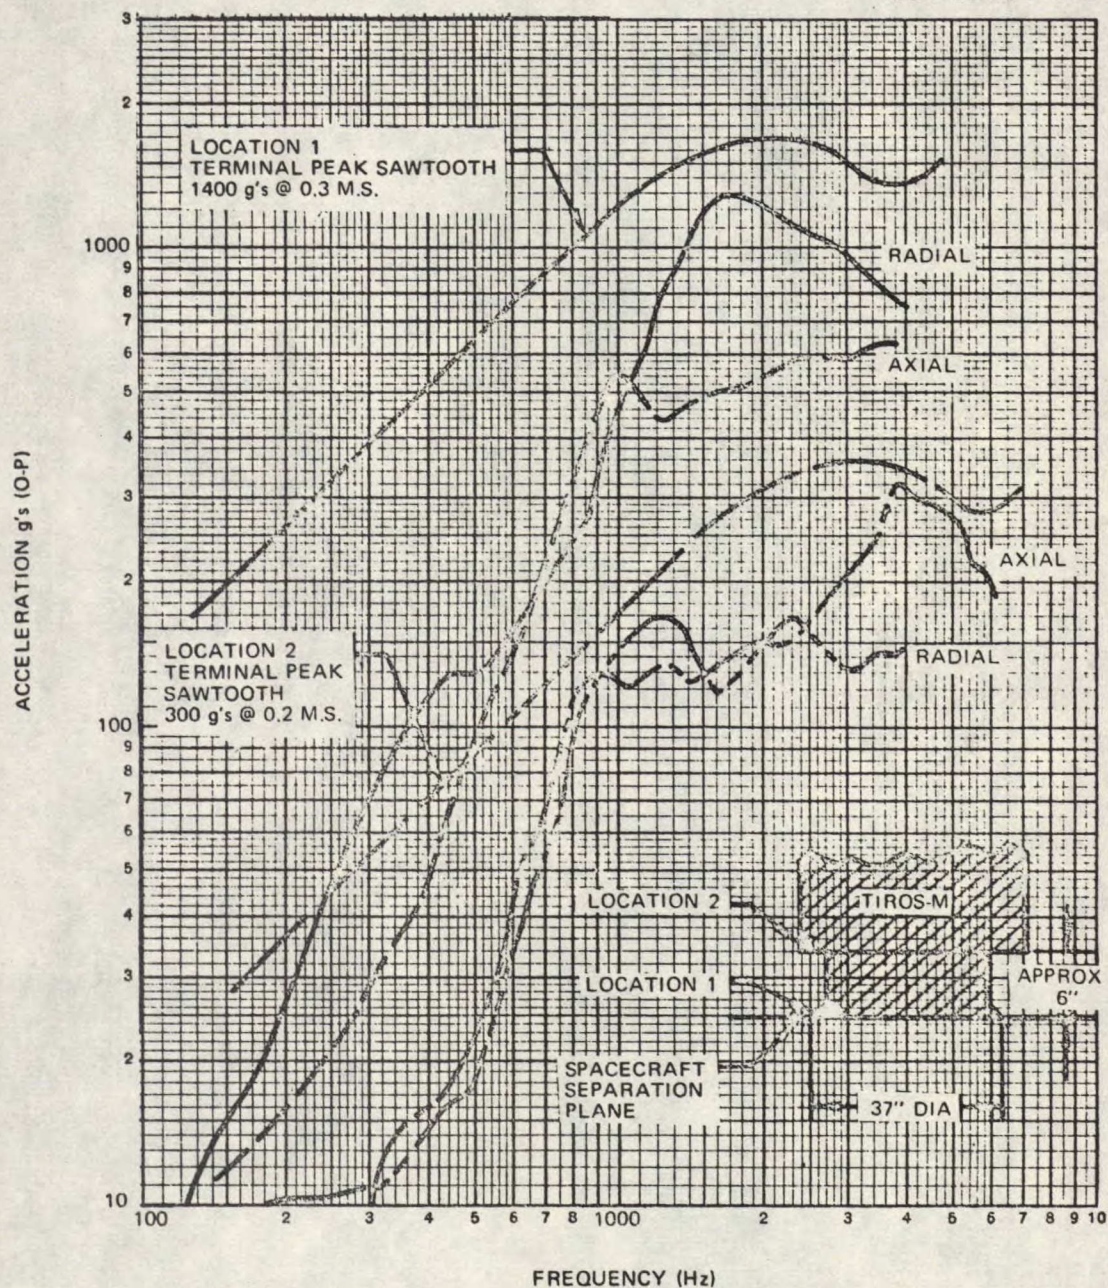 3
2
LOCATION 1
TERMINAL PEAK SAWTOOTH
1400 g's @ 0.3 M.S.
1000
9
8
7
6
5
4
3
2
RADIAL
AXIAL
AXIAL
RADIAL
LOCATION 2
TERMINAL PEAK
SAWTOOTH
300 g's @ 0.2 M.S.
100
9
8
7
6
5
4
3
2
10
ACCELERATION g's (O-P)
LOCATION 2
TIROS-M
LOCATION 1
APPROX
6"
SPACECRAFT
SEPARATION
PLANE
37" DIA
100 2 3 4 5 6 7 8 1000 2 3 4 5 6 7 8 9 10
FREQUENCY (Hz)